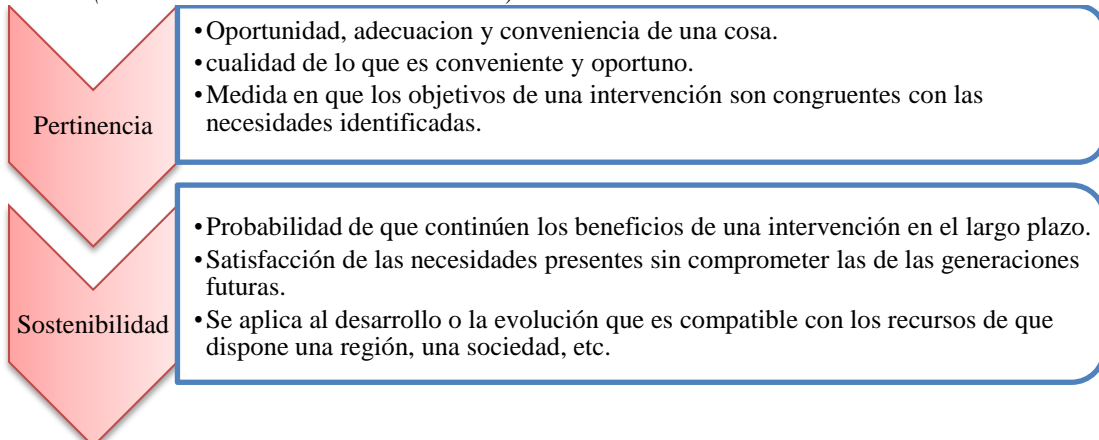 •Oportunidad, adecuacion y conveniencia de una cosa.
•cualidad de lo que es conveniente y oportuno.
•Medida en que los objetivos de una intervención son congruentes con las
necesidades identificadas.
Pertinencia
•Probabilidad de que continúen los beneficios de una intervención en el largo plazo.
•Satisfacción de las necesidades presentes sin comprometer las de las generaciones
futuras.
•Se aplica al desarrollo o la evolución que es compatible con los recursos de que
dispone una región, una sociedad, etc.
Sostenibilidad